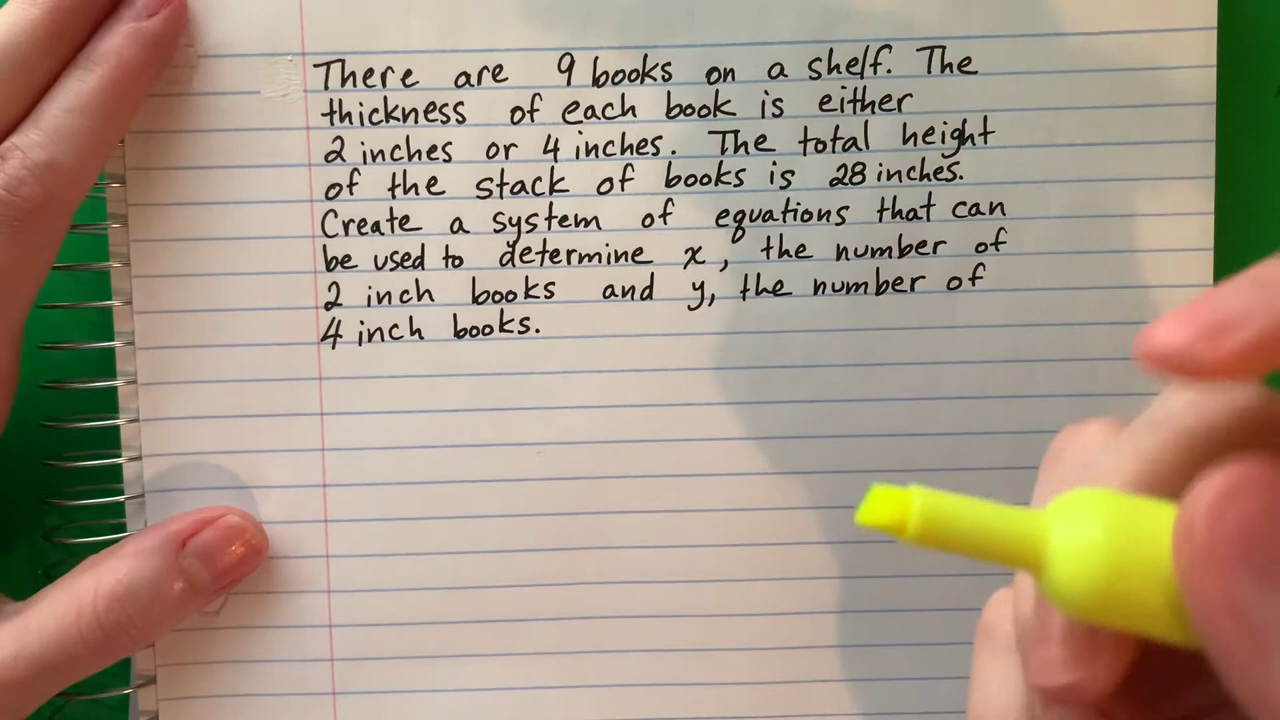 There are 9 books on a shelf. The
thickness of each book is either
2 inches or 4 inches. The total height
of the stack of books is 28 inches.
Create a system of equations that can
be used to determine x, the number of
2 inch books and y, the number of
4 inch books.